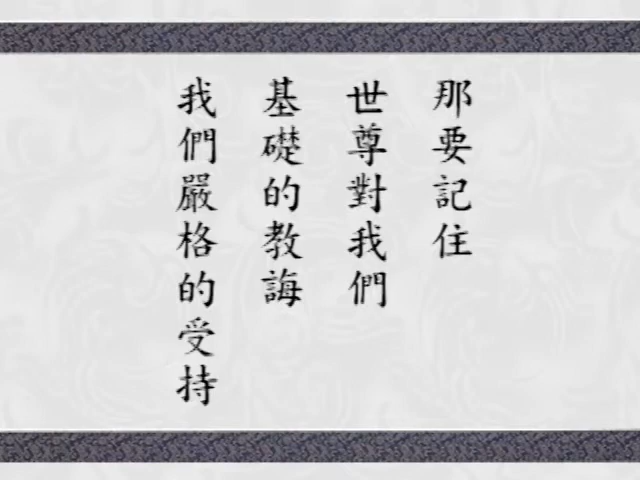 那要記住
世尊對我們
基礎的教誨
我們嚴格的受持